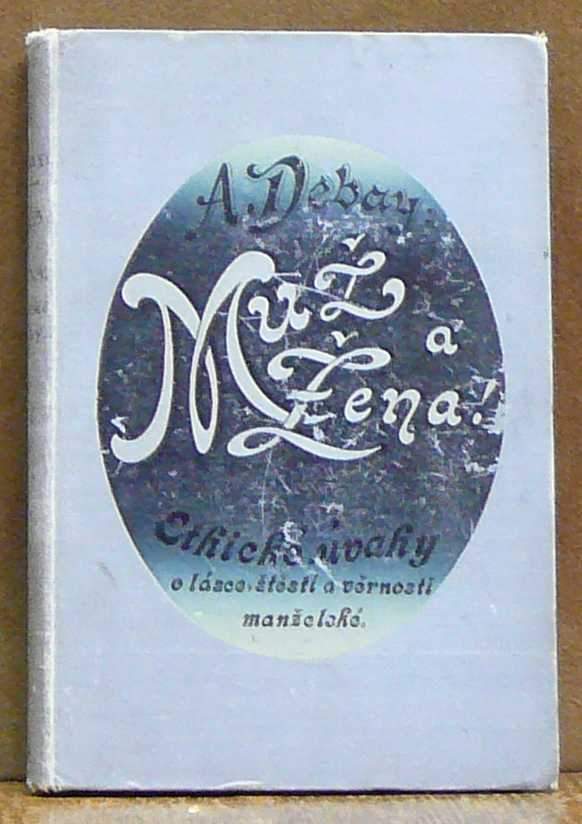 A. Debay:
Muž
a
Žena!
Ethické úvahy
o lásce, štěstí a věrnosti
manželské.